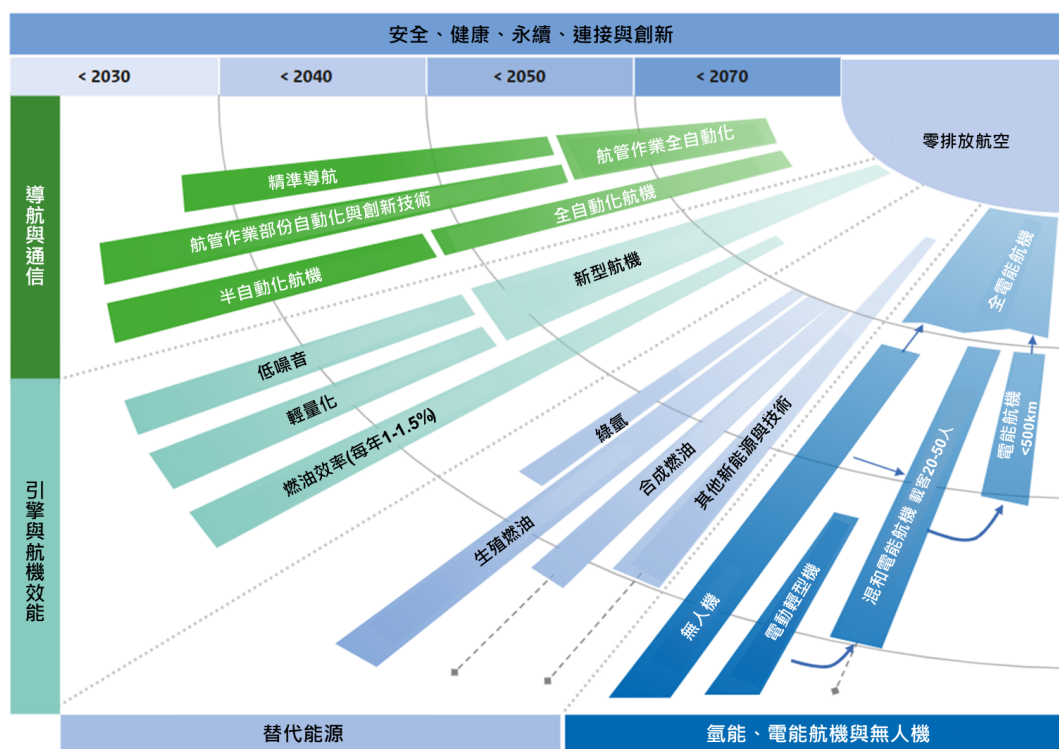 安全、健康、永續、連接與創新
< 2030
< 2040
< 2050
< 2070
零排放航空
導航與通信
精準導航
航管作業全自動化
航管作業部份自動化與創新技術
全自動化航機
半自動化航機
引擎與航機效能
新型航機
低噪音
輕量化
燃油效率(每年1-1.5%)
綠氫
生殖燃油
合成燃油
其他新能源與技術
全電能航機
無人機
電動輕型機
混和電能航機 載客20-50人
電能航機
<500km
替代能源
氫能、電能航機與無人機